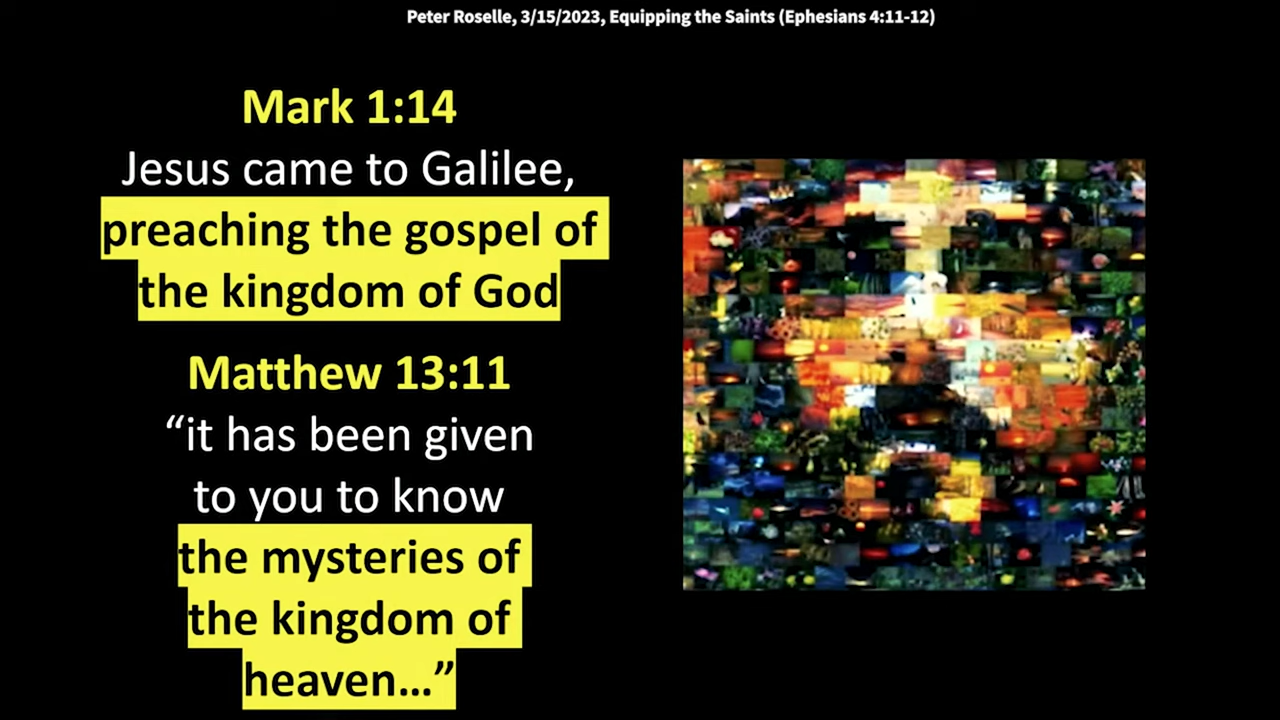 Peter Roselle, 3/15/2023, Equipping the Saints (Ephesians 4:11-12)
Mark 1:14
Jesus came to Galilee,
preaching the gospel of
the kingdom of God
Matthew 13:11
“it has been given
to you to know
the mysteries of
the kingdom of
heaven…”